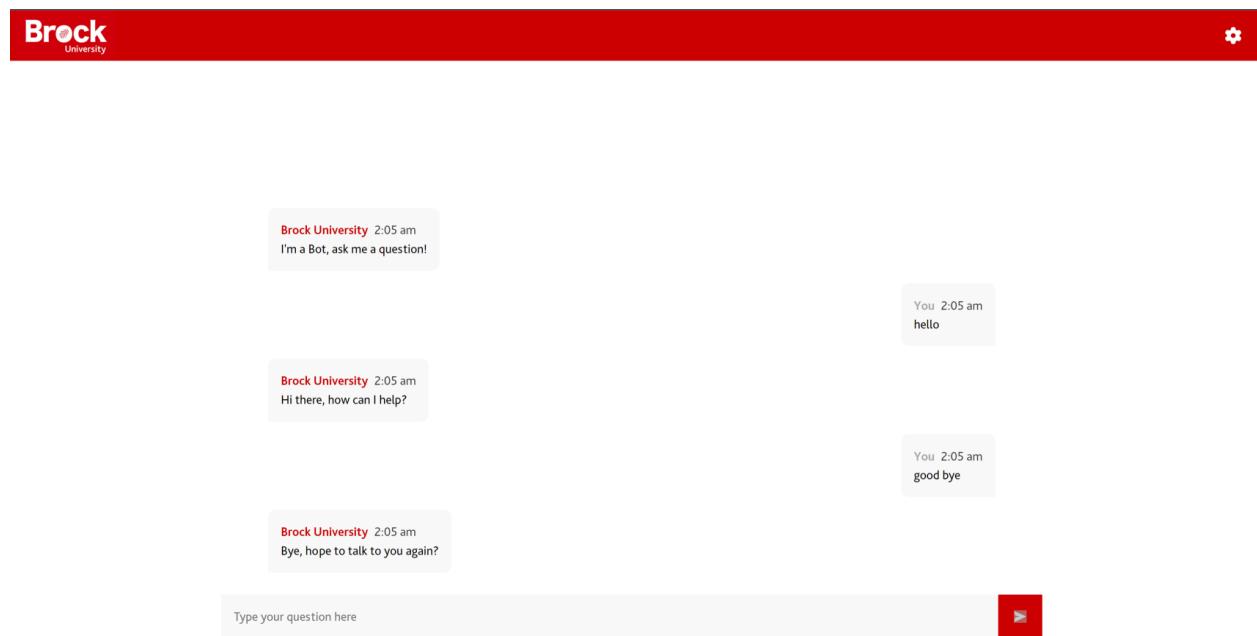 Brock
University
Brock University 2:05 am
I'm a Bot, ask me a question!
You 2:05 am
hello
Brock University 2:05 am
Hi there, how can I help?
You 2:05 am
good bye
Brock University 2:05 am
Bye, hope to talk to you again?
Type your question here